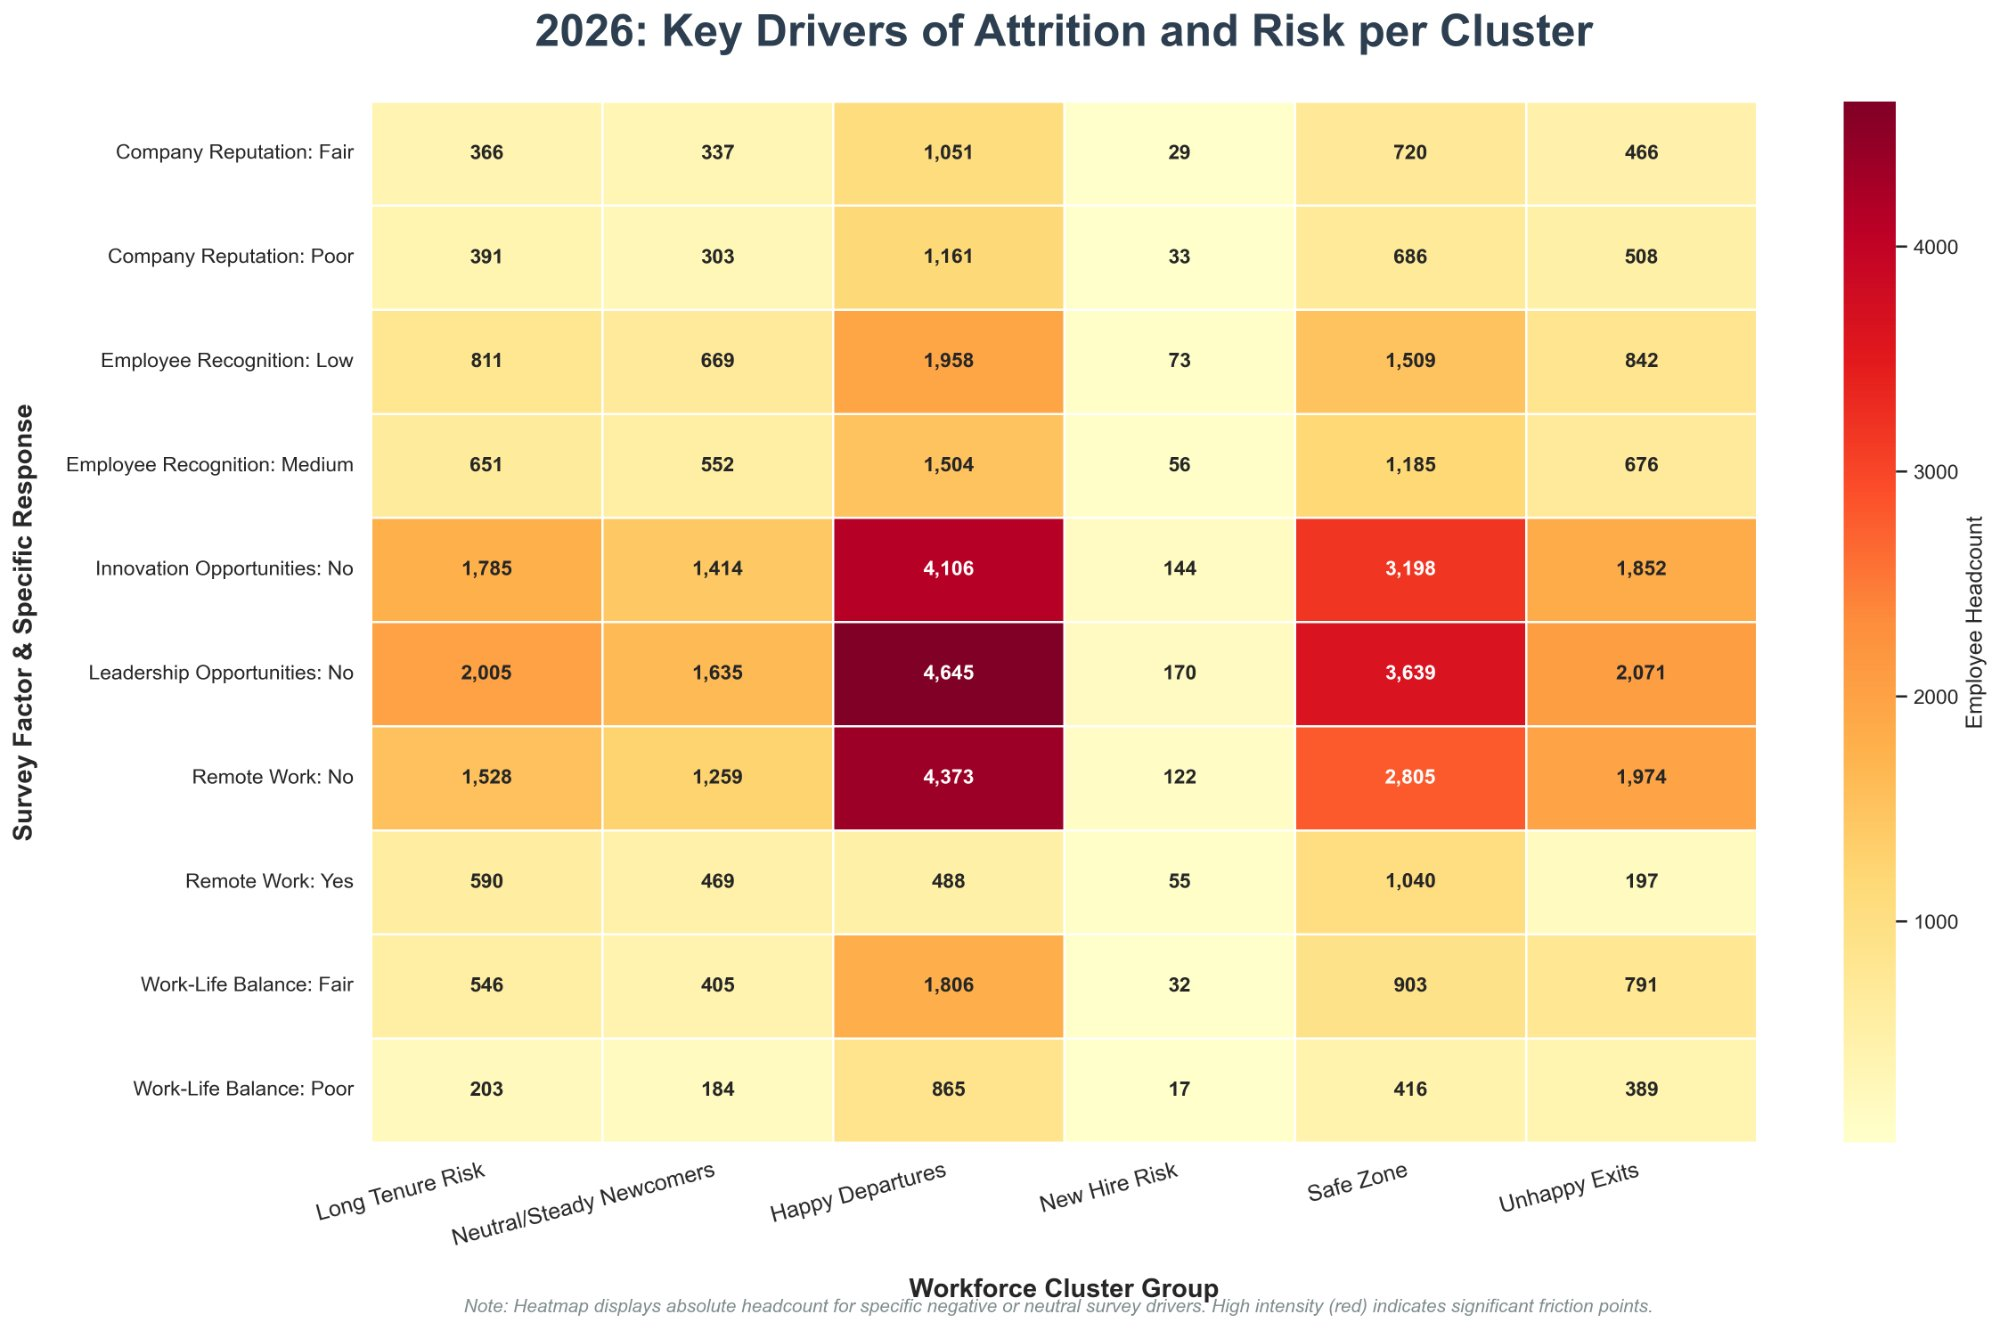 2026: Key Drivers of Attrition and Risk per Cluster
Survey Factor & Specific Response
Company Reputation: Fair 366 337 1,051 29 720 466
Company Reputation: Poor 391 303 1,161 33 686 508
Employee Recognition: Low 811 669 1,958 73 1,509 842
Employee Recognition: Medium 651 552 1,504 56 1,185 676
Innovation Opportunities: No 1,785 1,414 4,106 144 3,198 1,852
Leadership Opportunities: No 2,005 1,635 4,645 170 3,639 2,071
Remote Work: No 1,528 1,259 4,373 122 2,805 1,974
Remote Work: Yes 590 469 488 55 1,040 197
Work-Life Balance: Fair 546 405 1,806 32 903 791
Work-Life Balance: Poor 203 184 865 17 416 389
Long Tenure Risk
Neutral/Steady Newcomers
Happy Departures
New Hire Risk
Safe Zone
Unhappy Exits
4000
3000
2000
1000
Employee Headcount
Workforce Cluster Group
Note: Heatmap displays absolute headcount for specific negative or neutral survey drivers. High intensity (red) indicates significant friction points.